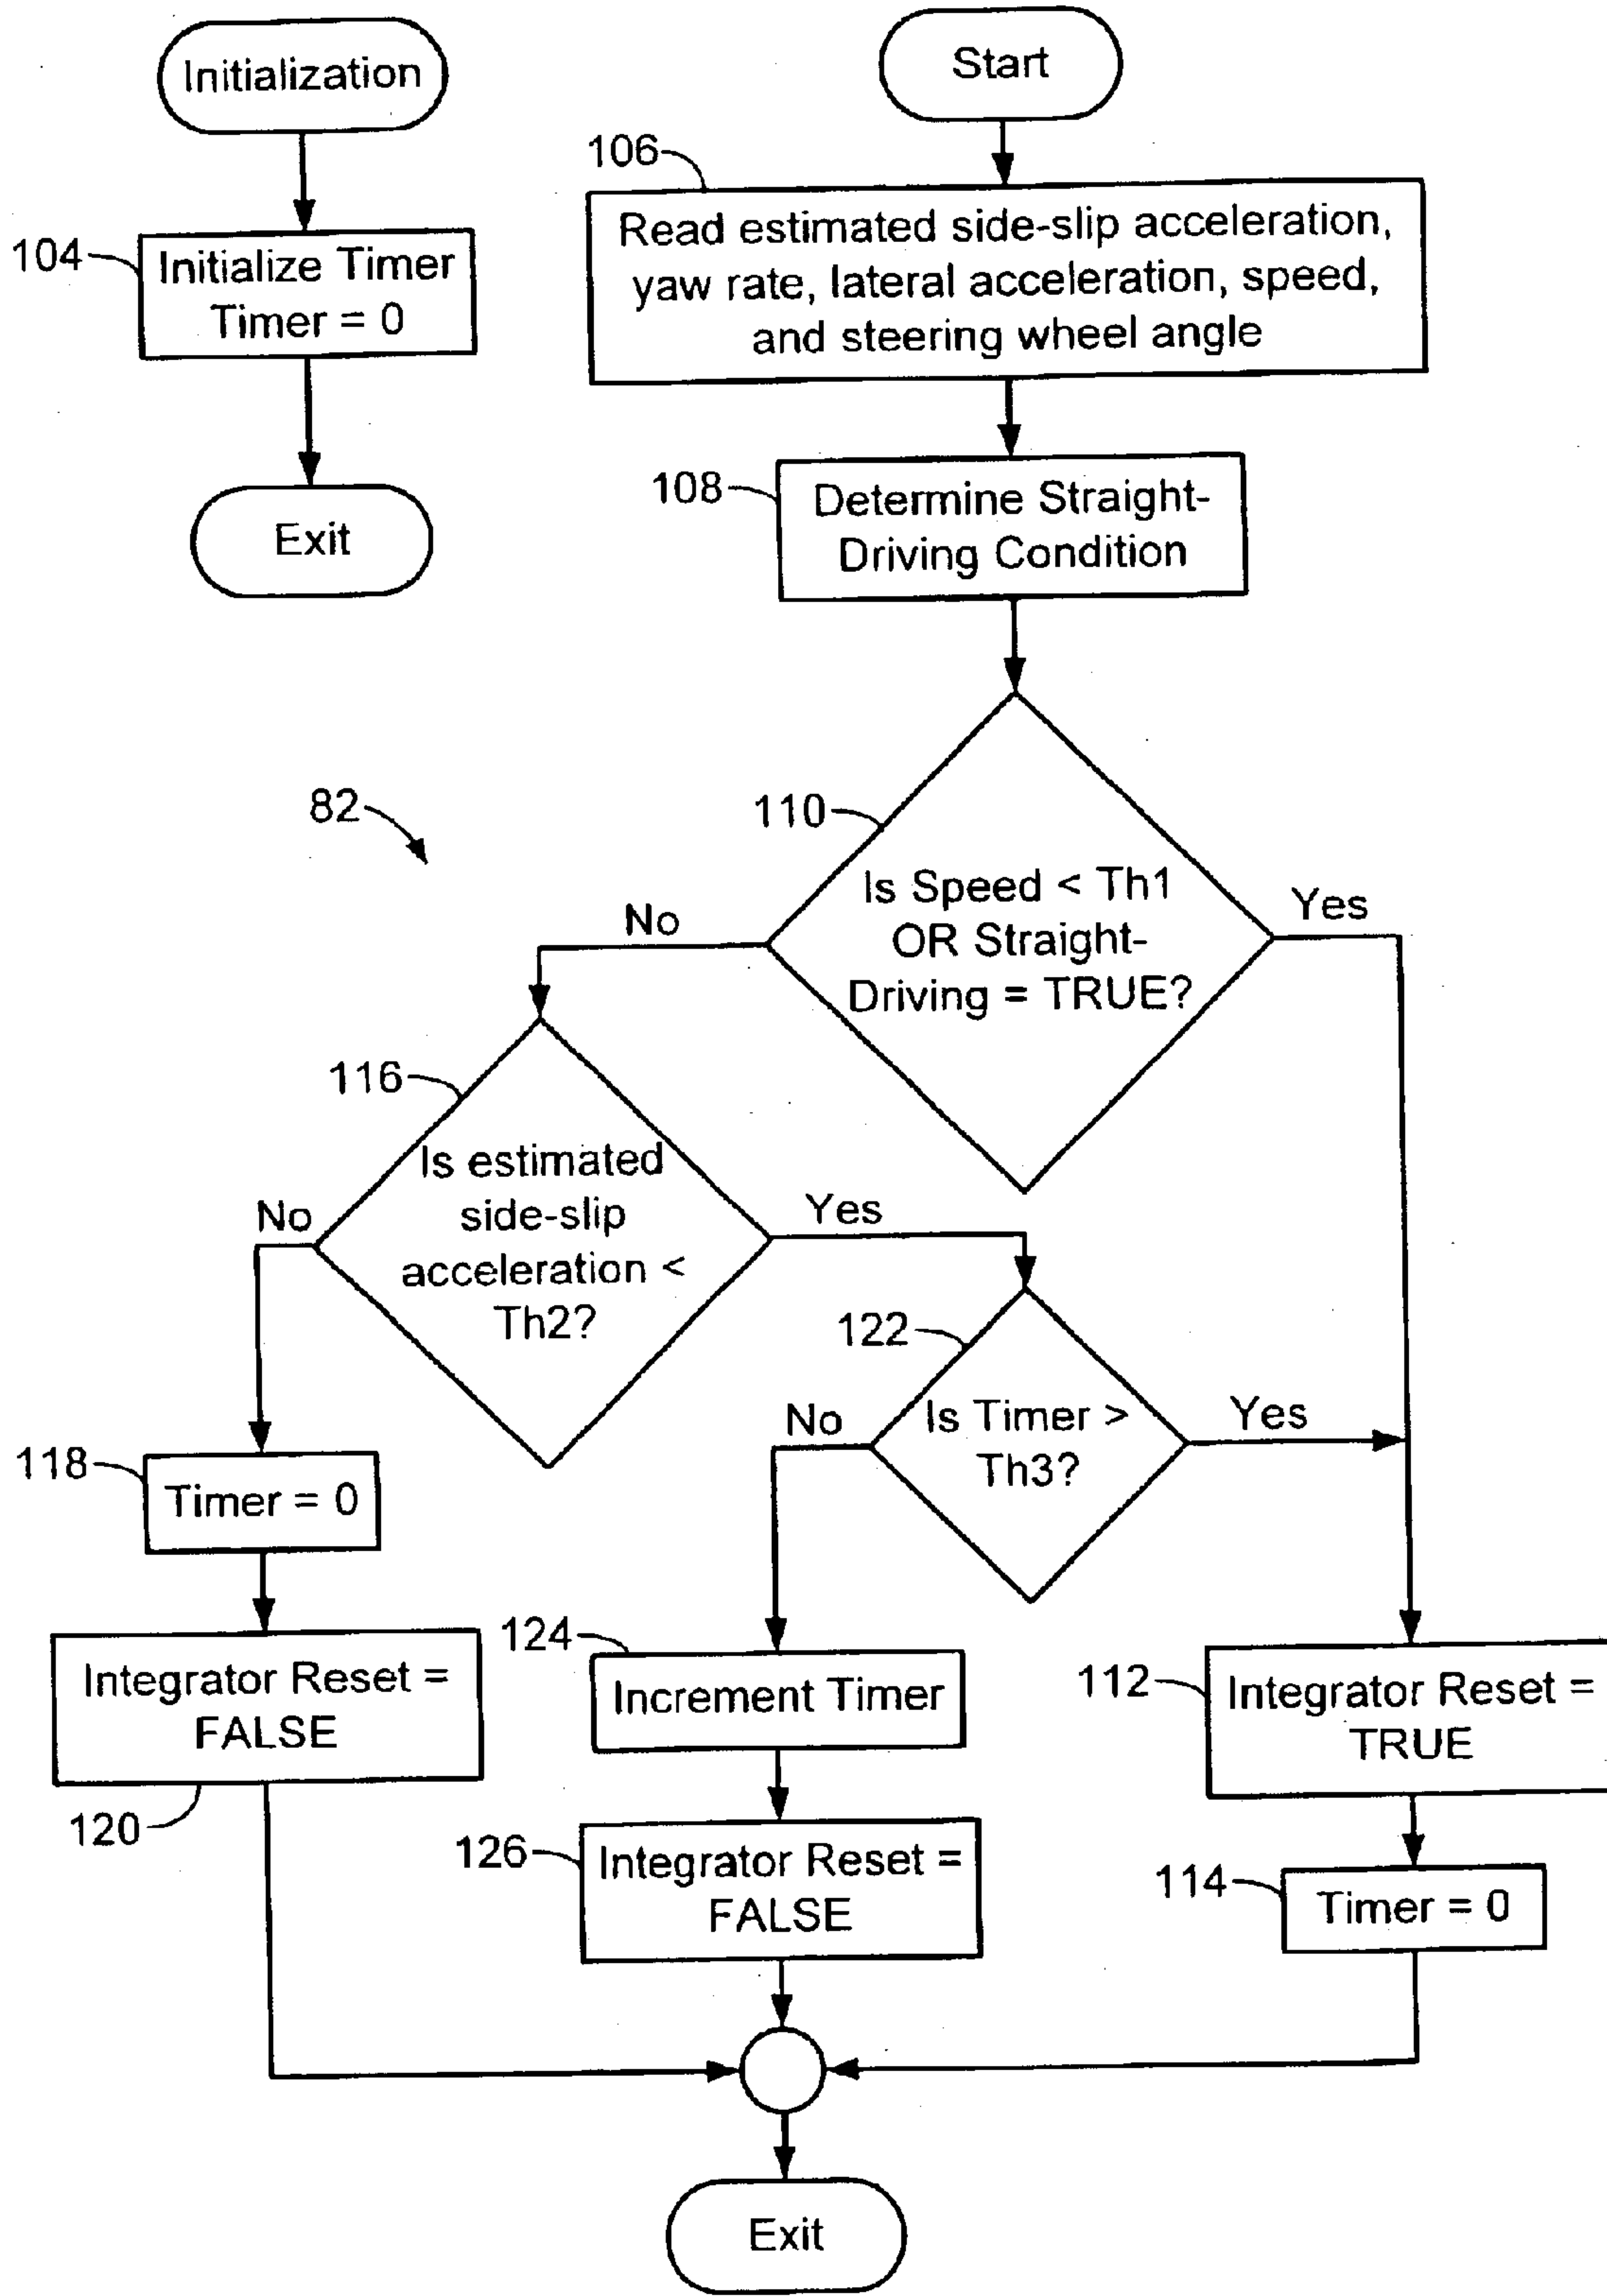 Initialization
104
Initialize Timer
Timer = 0
Exit
Start
106
Read estimated side-slip acceleration,
yaw rate, lateral acceleration, speed,
and steering wheel angle
108
Determine Straight-
Driving Condition
82
110
Is Speed < Th1
OR Straight-
Driving = TRUE?
No
Yes
116
Is estimated
side-slip
acceleration <
Th2?
No
Yes
122
Is Timer >
Th3?
No
Yes
118
Timer = 0
Integrator Reset =
FALSE
120
124
Increment Timer
126
Integrator Reset =
FALSE
112
Integrator Reset =
TRUE
114
Timer = 0
Exit